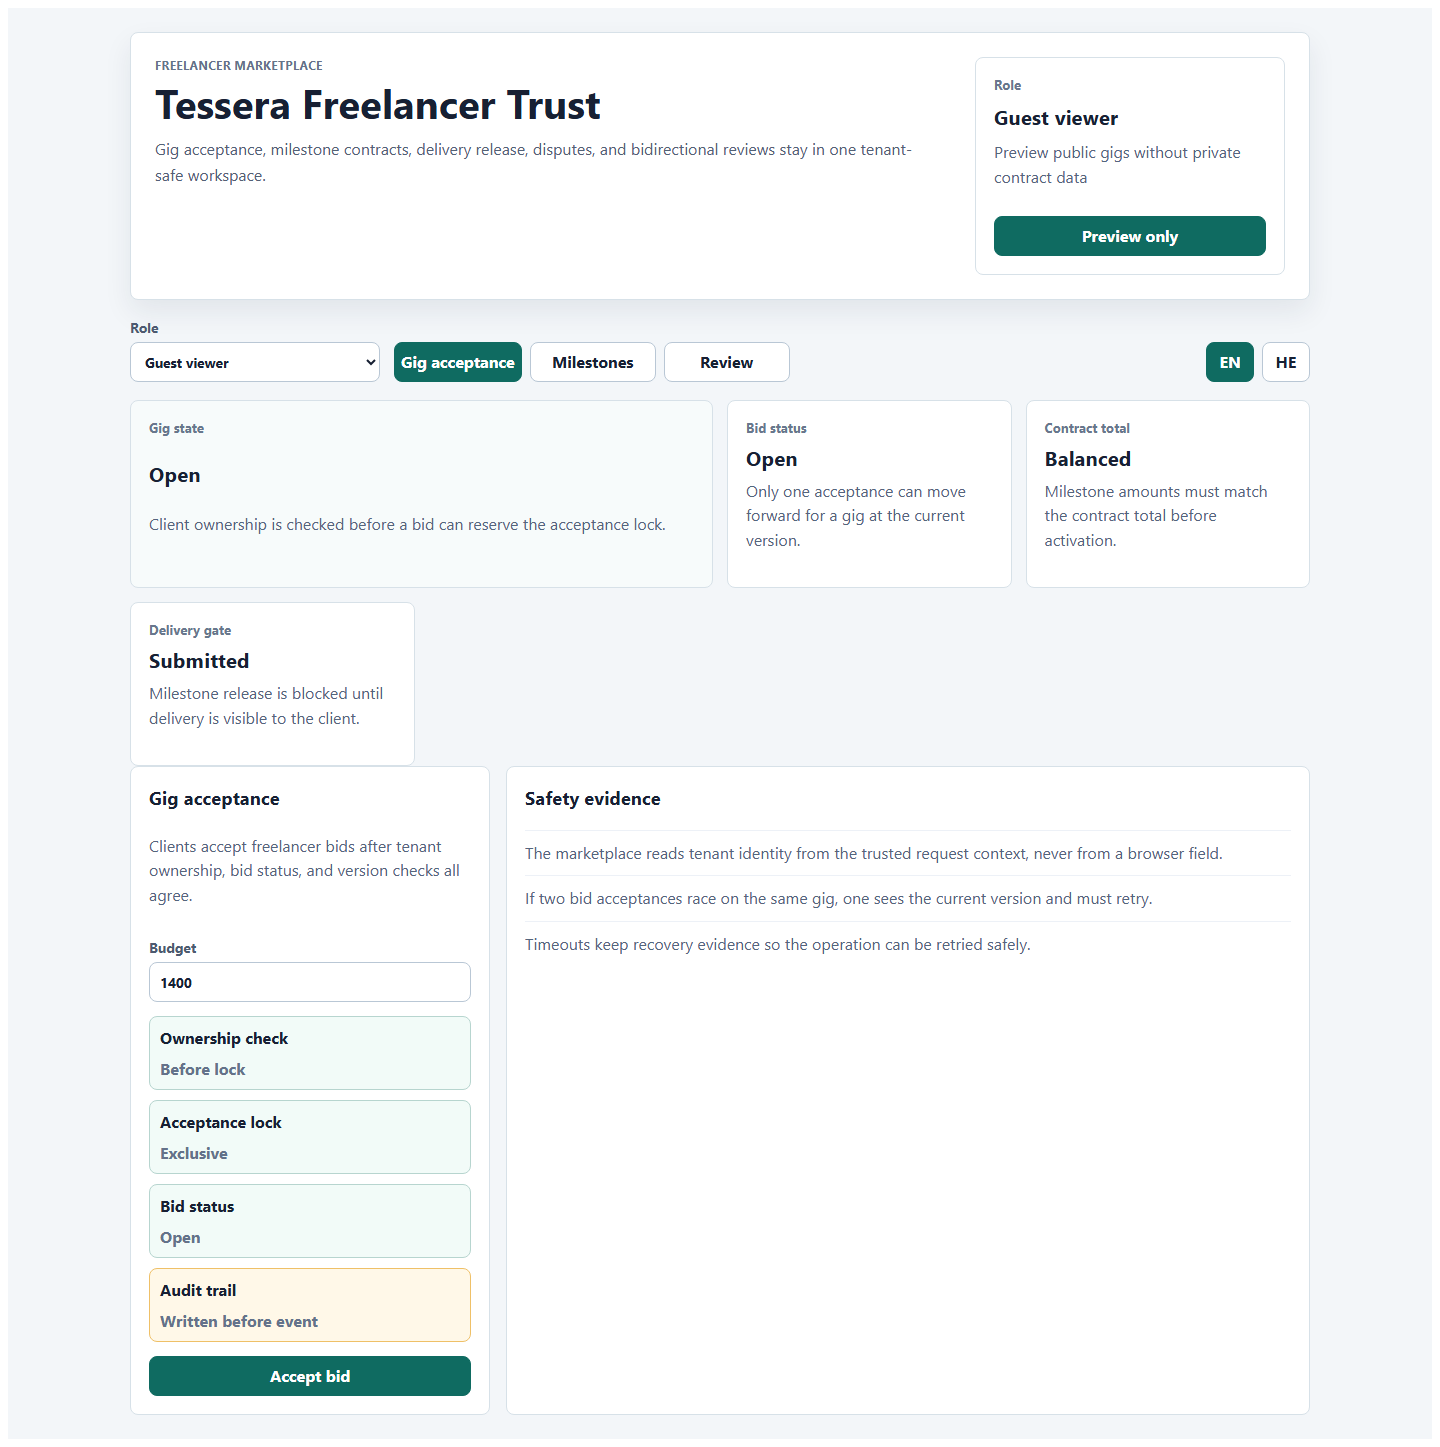 FREELANCER MARKETPLACE
Tessera Freelancer Trust
Gig acceptance, milestone contracts, delivery release, disputes, and bidirectional reviews stay in one tenant-
safe workspace.
Role
Guest viewer
Preview public gigs without private
contract data
Preview only
Role
Guest viewer
Gig acceptance
Milestones
Review
EN
HE
Gig state
Open
Client ownership is checked before a bid can reserve the acceptance lock.
Bid status
Open
Only one acceptance can move
forward for a gig at the current
version.
Contract total
Balanced
Milestone amounts must match
the contract total before
activation.
Delivery gate
Submitted
Milestone release is blocked until
delivery is visible to the client.
Gig acceptance
Clients accept freelancer bids after tenant
ownership, bid status, and version checks all
agree.
Budget
1400
Ownership check
Before lock
Acceptance lock
Exclusive
Bid status
Open
Audit trail
Written before event
Accept bid
Safety evidence
The marketplace reads tenant identity from the trusted request context, never from a browser field.
If two bid acceptances race on the same gig, one sees the current version and must retry.
Timeouts keep recovery evidence so the operation can be retried safely.